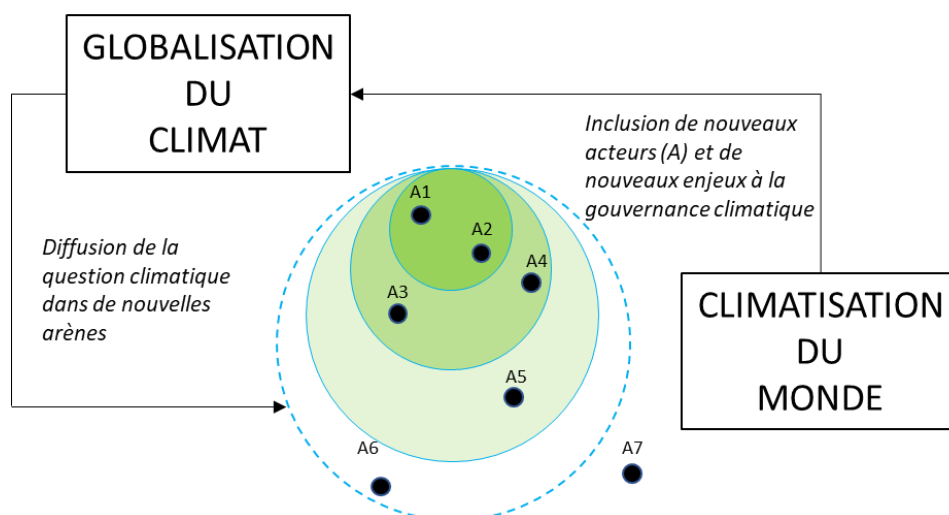 GLOBALISATION
DU
CLIMAT
Inclusion de nouveaux
acteurs (A) et de
nouveaux enjeux à la
gouvernance climatique
A1
A2
Diffusion de la
question climatique
dans de nouvelles
arènes
A4
A3
CLIMATISATION
DU
MONDE
A5
A6
A7